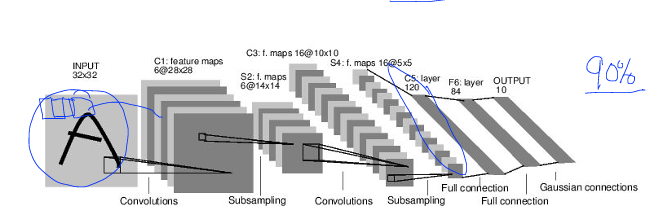 INPUT
32x32
A
C1: feature maps
6@28x28
S2: f. maps
6@14x14
C3: f. maps 16@10x10
S4: f. maps 16@5x5
C5: layer
120
F6: layer
84
OUTPUT
10
90%
Convolutions
Subsampling
Convolutions
Subsampling
Full connection
Full connection
Gaussian connections